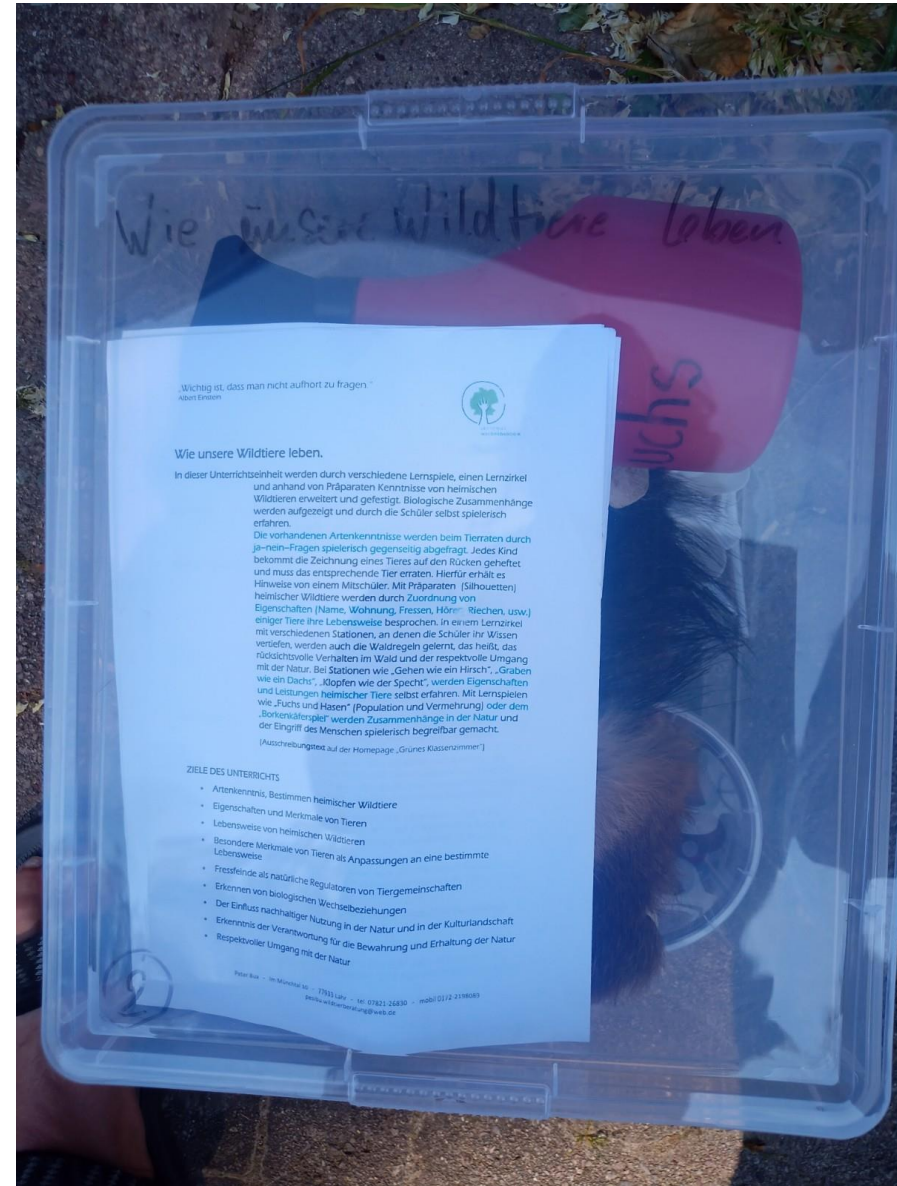 Wie unsere Wildtiere leben
uchs
„Wichtig ist, dass man nicht aufhört zu fragen.“
Albert Einstein
Wie unsere Wildtiere leben.
In dieser Unterrichtseinheit werden durch verschiedene Lernspiele, einen Lernzirkel
und anhand von Präparaten Kenntnisse von heimischen
Wildtieren erweitert und gefestigt. Biologische Zusammenhänge
werden aufgezeigt und durch die Schüler selbst spielerisch
erfahren.
Die vorhandenen Artenkenntnisse werden beim Tierraten durch
ja-nein-Fragen spielerisch gegenseitig abgefragt. Jedes Kind
bekommt die Zeichnung eines Tieres auf den Rücken geheftet
und muss das entsprechende Tier erraten. Hierfür erhält es
Hinweise von einem Mitschüler. Mit Präparaten (Silhouetten)
heimischer Wildtiere werden durch Zuordnung von
Eigenschaften (Name, Wohnung, Fressen, Hören, Riechen, usw.)
einiger Tiere ihre Lebensweise besprochen. In einem Lernzirkel
mit verschiedenen Stationen, an denen die Schüler ihr Wissen
vertiefen, werden auch die Waldregeln gelernt, das heißt, das
rücksichtsvolle Verhalten im Wald und der respektvolle Umgang
mit der Natur. Bei Stationen wie „Gehen wie ein Hirsch“, „Graben
wie ein Dachs“, „Klopfen wie der Specht“, werden Eigenschaften
und Leistungen heimischer Tiere selbst erfahren. Mit Lernspielen
wie „Fuchs und Hasen“ (Population und Vermehrung) oder dem
„Borkenkäferspiel“ werden Zusammenhänge in der Natur und
der Eingriff des Menschen spielerisch begreifbar gemacht.
(Ausschreibungstext auf der Homepage „Grünes Klassenzimmer“)
ZIELE DES UNTERRICHTS
• Artenkenntnis, Bestimmen heimischer Wildtiere
• Eigenschaften und Merkmale von Tieren
• Lebensweise von heimischen Wildtieren
• Besondere Merkmale von Tieren als Anpassungen an eine bestimmte
Lebensweise
• Fressfeinde als natürliche Regulatoren von Tiergemeinschaften
• Erkennen von biologischen Wechselbeziehungen
• Der Einfluss nachhaltiger Nutzung in der Natur und in der Kulturlandschaft
• Erkenntnis der Verantwortung für die Bewahrung und Erhaltung der Natur
• Respektvoller Umgang mit der Natur
Peter - Im - Lahr - tel 07821-26830 - mobil
2